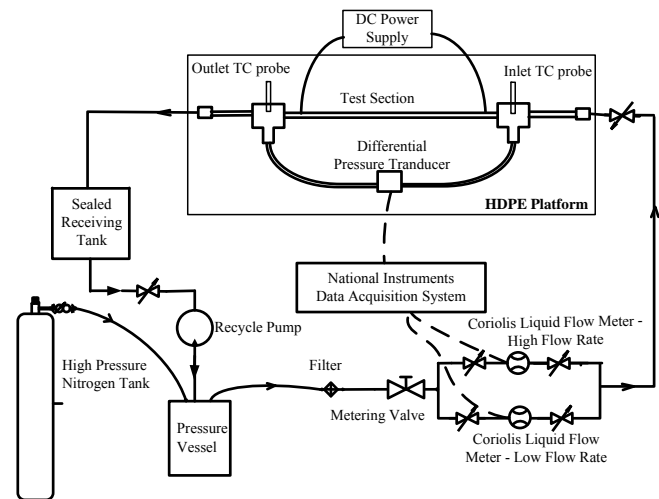 DC Power
Supply
Outlet TC probe
Inlet TC probe
Test Section
Differential
Pressure Tranducer
HDPE Platform
Sealed
Receiving
Tank
National Instruments
Data Acquisition System
Recycle Pump
Coriolis Liquid Flow Meter -
High Flow Rate
High Pressure
Nitrogen Tank
Filter
Metering Valve
Pressure
Vessel
Coriolis Liquid Flow
Meter - Low Flow Rate